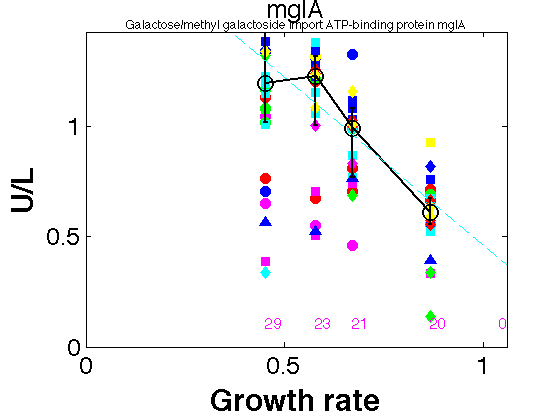 mglA
Galactose/methyl galactoside import ATP-binding protein mglA
U/L
1
0.5
0
29 23 21 20 0
0 0.5 1
Growth rate